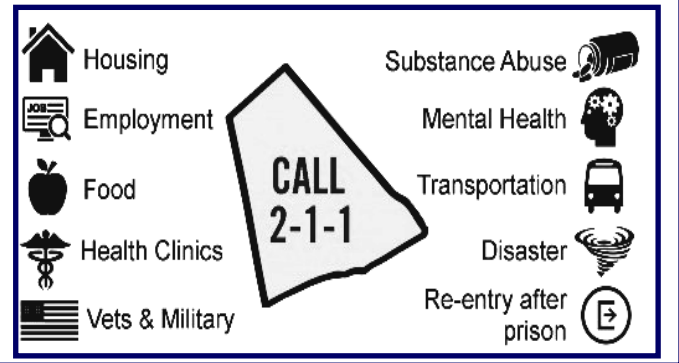 Housing
JOB
Employment
Food
Health Clinics
Vets & Military
CALL
2-1-1
Substance Abuse
Mental Health
Transportation
Disaster
Re-entry after
prison